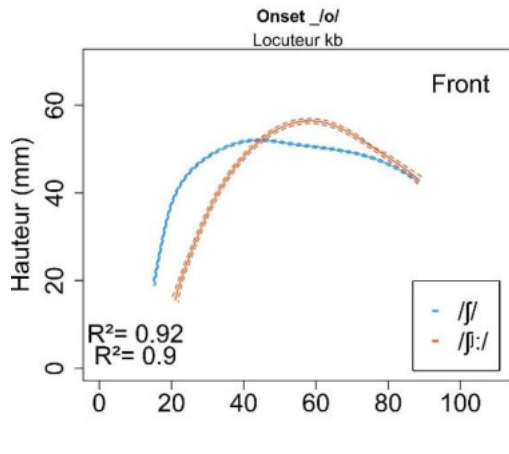 Onset _/o/
Locuteur kb
Front
Hauteur (mm)
60
40
20
0
R²= 0.92
R²= 0.9
/ʃ/
/ʃʲː/
0 20 40 60 80 100